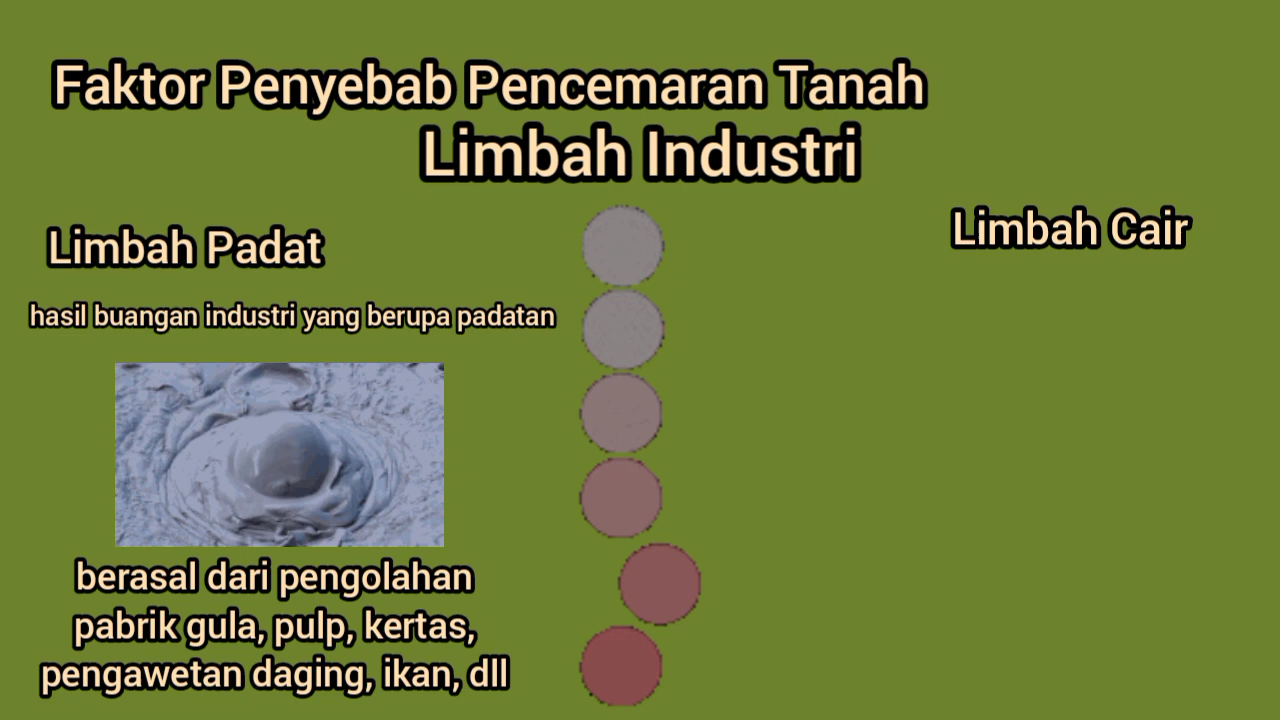 Faktor Penyebab Pencemaran Tanah
Limbah Industri
Limbah Padat
hasil buangan industri yang berupa padatan
berasal dari pengolahan
pabrik gula, pulp, kertas,
pengawetan daging, ikan, dll
Limbah Cair